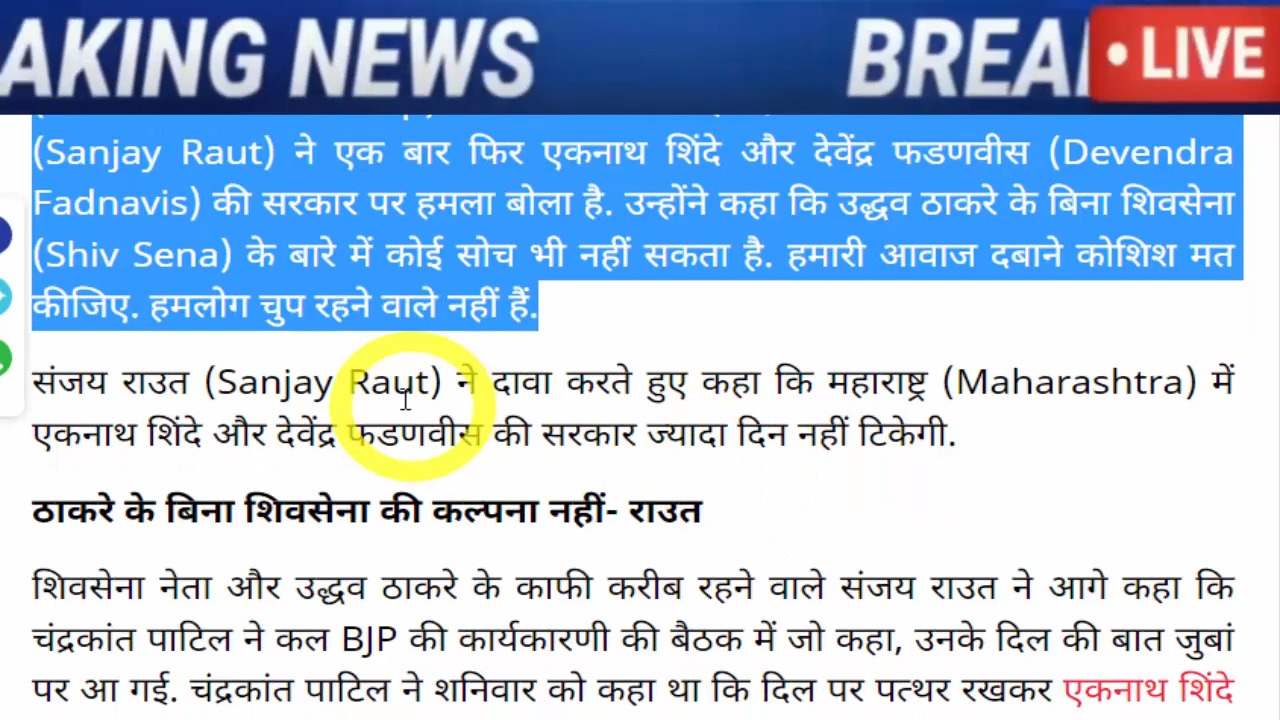 AKING NEWS BREA • LIVE
(Sanjay Raut) ने एक बार फिर एकनाथ शिंदे और देवेंद्र फडणवीस (Devendra
Fadnavis) की सरकार पर हमला बोला है. उन्होंने कहा कि उद्धव ठाकरे के बिना शिवसेना
(Shiv Sena) के बारे में कोई सोच भी नहीं सकता है. हमारी आवाज दबाने कोशिश मत
कीजिए. हमलोग चुप रहने वाले नहीं हैं.
संजय राउत (Sanjay Raut) ने दावा करते हुए कहा कि महाराष्ट्र (Maharashtra) में
एकनाथ शिंदे और देवेंद्र फडणवीस की सरकार ज्यादा दिन नहीं टिकेगी.
ठाकरे के बिना शिवसेना की कल्पना नहीं- राउत
शिवसेना नेता और उद्धव ठाकरे के काफी करीब रहने वाले संजय राउत ने आगे कहा कि
चंद्रकांत पाटिल ने कल BJP की कार्यकारणी की बैठक में जो कहा, उनके दिल की बात जुबां
पर आ गई. चंद्रकांत पाटिल ने शनिवार को कहा था कि दिल पर पत्थर रखकर एकनाथ शिंदे